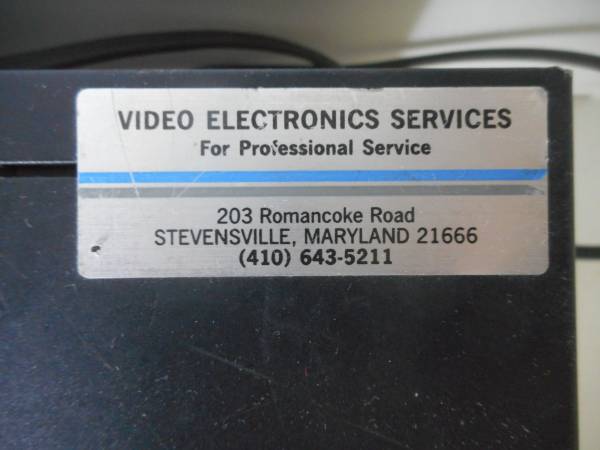 VIDEO ELECTRONICS SERVICES
For Professional Service
203 Romancoke Road
STEVENSVILLE, MARYLAND 21666
(410) 643-5211